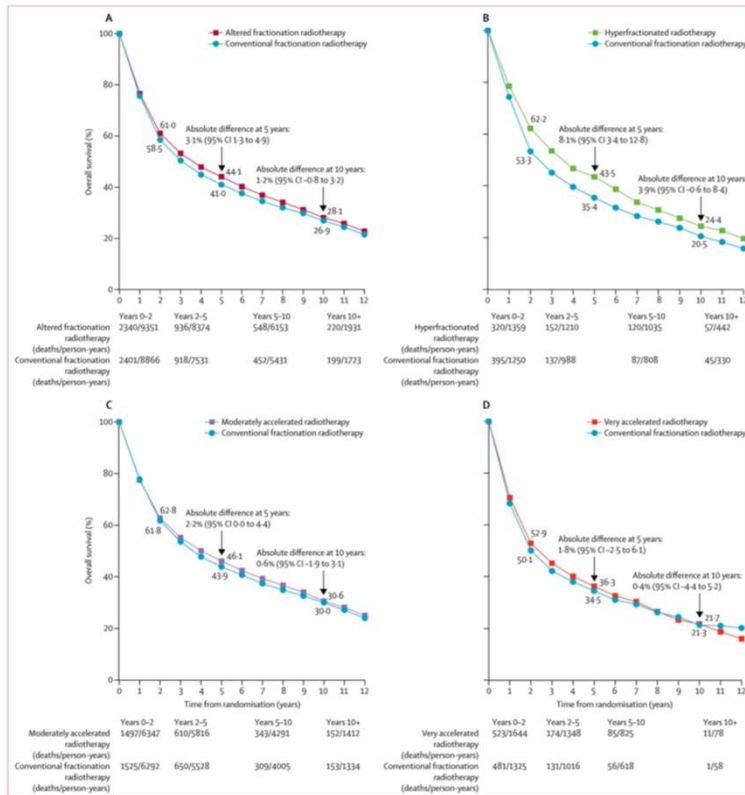 A
Altered fractionation radiotherapy
Conventional fractionation radiotherapy
Overall survival (%)
100
80
60
40
20
0
61·0
58·5
Absolute difference at 5 years:
3·1% (95% CI 1·3 to 4·9)
44·1
41·0
Absolute difference at 10 years:
1·2% (95% CI –0·8 to 3·2)
28·1
26·9
0 1 2 3 4 5 6 7 8 9 10 11 12
Years 0–2 Years 2–5 Years 5–10 Years 10+
Altered fractionation 2340/9351 936/8374 548/6153 220/1931
radiotherapy
(deaths/person-years)
Conventional fractionation 2401/8866 918/7531 452/5431 199/1723
radiotherapy
(deaths/person-years)
B
Hyperfractionated radiotherapy
Conventional fractionation radiotherapy
62·2
53·3
Absolute difference at 5 years:
8·1% (95% CI 3·4 to 12·8)
43·5
35·4
Absolute difference at 10 years:
3·9% (95% CI –0·6 to 8·4)
24·4
20·5
0 1 2 3 4 5 6 7 8 9 10 11 12
Years 0–2 Years 2–5 Years 5–10 Years 10+
Hyperfractionated 320/1359 152/1210 120/1035 57/442
radiotherapy
(deaths/person-years)
Conventional fractionation 395/1250 137/988 87/808 45/330
radiotherapy
(deaths/person-years)
C
Moderately accelerated radiotherapy
Conventional fractionation radiotherapy
Overall survival (%)
100
80
60
40
20
0
62·8
61·8
Absolute difference at 5 years:
2·2% (95% CI 0·0 to 4·4)
46·1
43·9
Absolute difference at 10 years:
0·6% (95% CI –1·9 to 3·1)
30·6
30·0
0 1 2 3 4 5 6 7 8 9 10 11 12
Time from randomisation (years)
Years 0–2 Years 2–5 Years 5–10 Years 10+
Moderately accelerated 1497/6347 610/5816 343/4291 152/1412
radiotherapy
(deaths/person-years)
Conventional fractionation 1525/6292 650/5528 309/4005 153/1334
radiotherapy
(deaths/person-years)
D
Very accelerated radiotherapy
Conventional fractionation radiotherapy
52·9
50·1
Absolute difference at 5 years:
1·8% (95% CI –2·5 to 6·1)
36·3
34·5
Absolute difference at 10 years:
0·4% (95% CI –4·4 to 5·2)
21·7
21·3
0 1 2 3 4 5 6 7 8 9 10 11 12
Time from randomisation (years)
Years 0–2 Years 2–5 Years 5–10 Years 10+
Very accelerated 523/1644 174/1348 85/825 11/78
radiotherapy
(deaths/person-years)
Conventional fractionation 481/1325 131/1016 56/618 1/58
radiotherapy
(deaths/person-years)